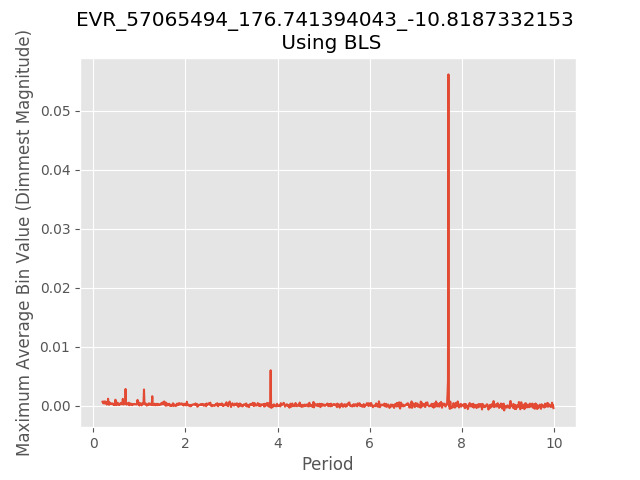 EVR_57065494_176.741394043_-10.8187332153
Using BLS
Maximum Average Bin Value (Dimmest Magnitude)
0.05
0.04
0.03
0.02
0.01
0.00
0 2 4 6 8 10
Period